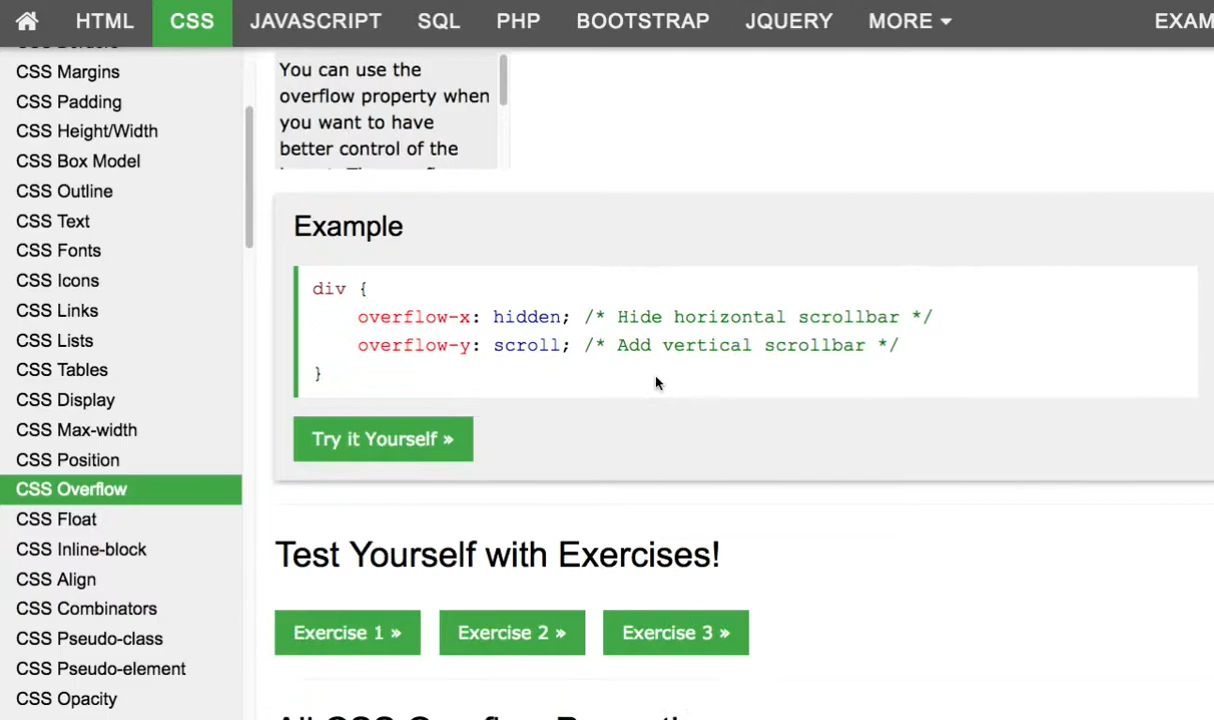 HTML CSS JAVASCRIPT SQL PHP BOOTSTRAP JQUERY MORE EXAM
CSS Margins
CSS Padding
CSS Height/Width
CSS Box Model
CSS Outline
CSS Text
CSS Fonts
CSS Icons
CSS Links
CSS Lists
CSS Tables
CSS Display
CSS Max-width
CSS Position
CSS Overflow
CSS Float
CSS Inline-block
CSS Align
CSS Combinators
CSS Pseudo-class
CSS Pseudo-element
CSS Opacity
You can use the
overflow property when
you want to have
better control of the
Example
div {
overflow-x: hidden; /* Hide horizontal scrollbar */
overflow-y: scroll; /* Add vertical scrollbar */
}
Try it Yourself »
Test Yourself with Exercises!
Exercise 1 » Exercise 2 » Exercise 3 »
All CSS Overflow